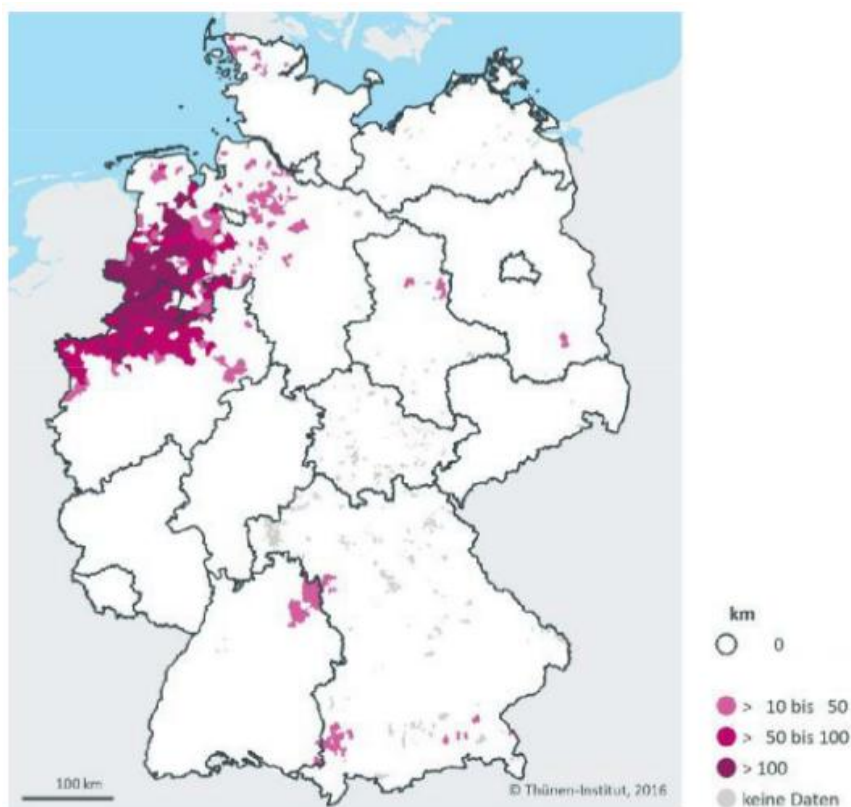 km
0
> 10 bis 50
> 50 bis 100
> 100
keine Daten
100 km
© Thünen-Institut, 2016